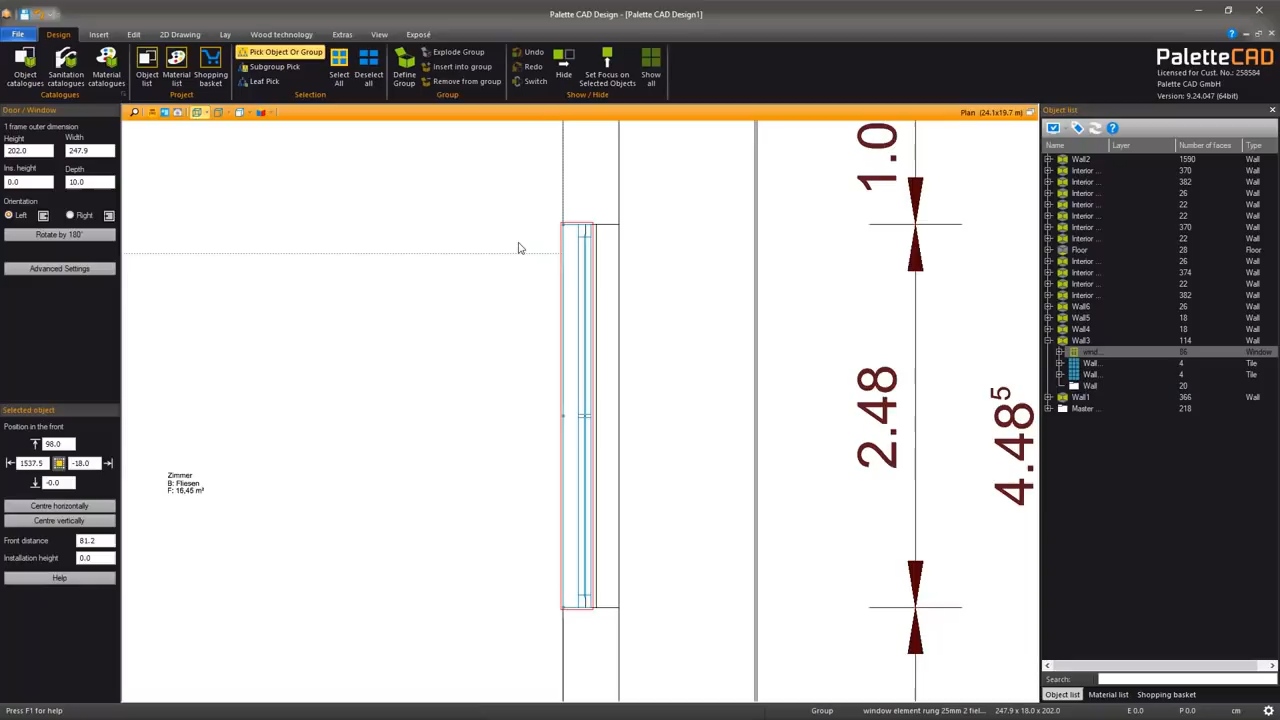 Palette CAD Design - [Palette CAD Design1]
File Design Insert Edit 2D Drawing Lay Wood technology Extras View Exposé
Object catalogues
Sanitation catalogues
Material catalogues
Catalogues
Object list
Material list
Shopping basket
Project
Pick Object Or Group
Subgroup Pick
Leaf Pick
Select All
Deselect all
Selection
Define Group
Explode Group
Insert into group
Remove from group
Group
Undo
Redo
Switch
Hide
Set Focus on Selected Objects
Show all
Show / Hide
PaletteCAD
Licensed for Cust. No.: 258584
Palette CAD GmbH
Version: 9.24.047 (64bit)
Door / Window
1 frame outer dimension
Height Width
202.0 247.9
Ins. height Depth
0.0 10.0
Orientation
Left Right
Rotate by 180°
Advanced Settings
Selected object
Position in the front
98.0
1537.5 -18.0
-0.0
Centre horizontally
Centre vertically
Front distance 81.2
Installation height 0.0
Help
Plan (24.1x19.7 m)
Zimmer
B: Fliesen
F: 16,45 m²
1.0
2.48
4.48⁵
Object list
Name Layer Number of faces Type
Wall2 1590 Wall
Interior ... 370 Wall
Interior ... 382 Wall
Interior ... 26 Wall
Interior ... 22 Wall
Interior ... 22 Wall
Interior ... 370 Wall
Interior ... 22 Wall
Floor 28 Floor
Interior ... 26 Wall
Interior ... 374 Wall
Interior ... 22 Wall
Interior ... 382 Wall
Wall6 26 Wall
Wall5 18 Wall
Wall4 18 Wall
Wall3 114 Wall
wind... 86 Window
Wall... 4 Tile
Wall... 4 Tile
Wall 20
Wall1 366 Wall
Master ... 218
Search:
Object list Material list Shopping basket
Press F1 for help
Group
window element rung 25mm 2 fiel...
247.9 x 18.0 x 202.0
E 0.0
P 0.0
cm